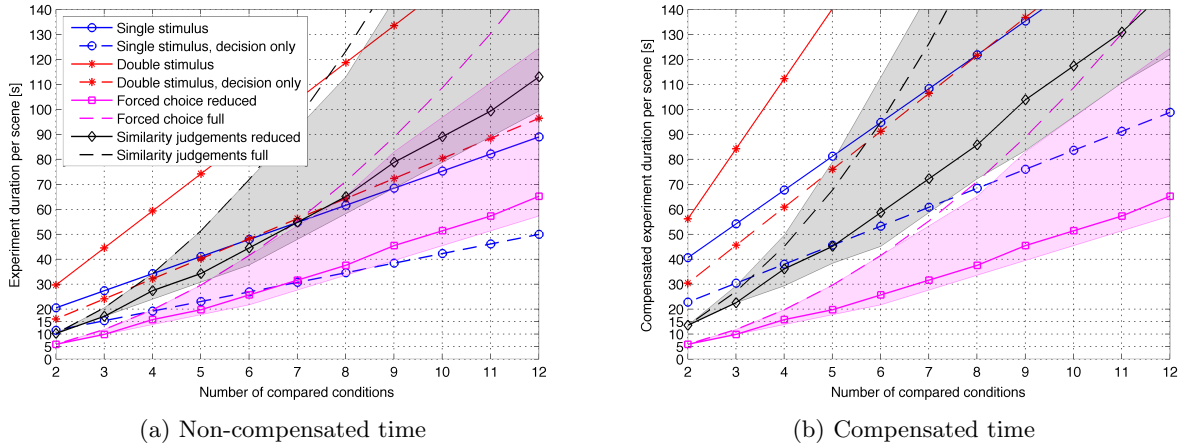 Experiment duration per scene [s]
140
130
120
110
100
90
80
70
60
50
40
30
20
15
10
5
0
Single stimulus
Single stimulus, decision only
Double stimulus
Double stimulus, decision only
Forced choice reduced
Forced choice full
Similarity judgements reduced
Similarity judgements full
2 3 4 5 6 7 8 9 10 11 12
Number of compared conditions
(a) Non-compensated time
Compensated experiment duration per scene [s]
140
130
120
110
100
90
80
70
60
50
40
30
20
15
10
5
0
2 3 4 5 6 7 8 9 10 11 12
Number of compared conditions
(b) Compensated time